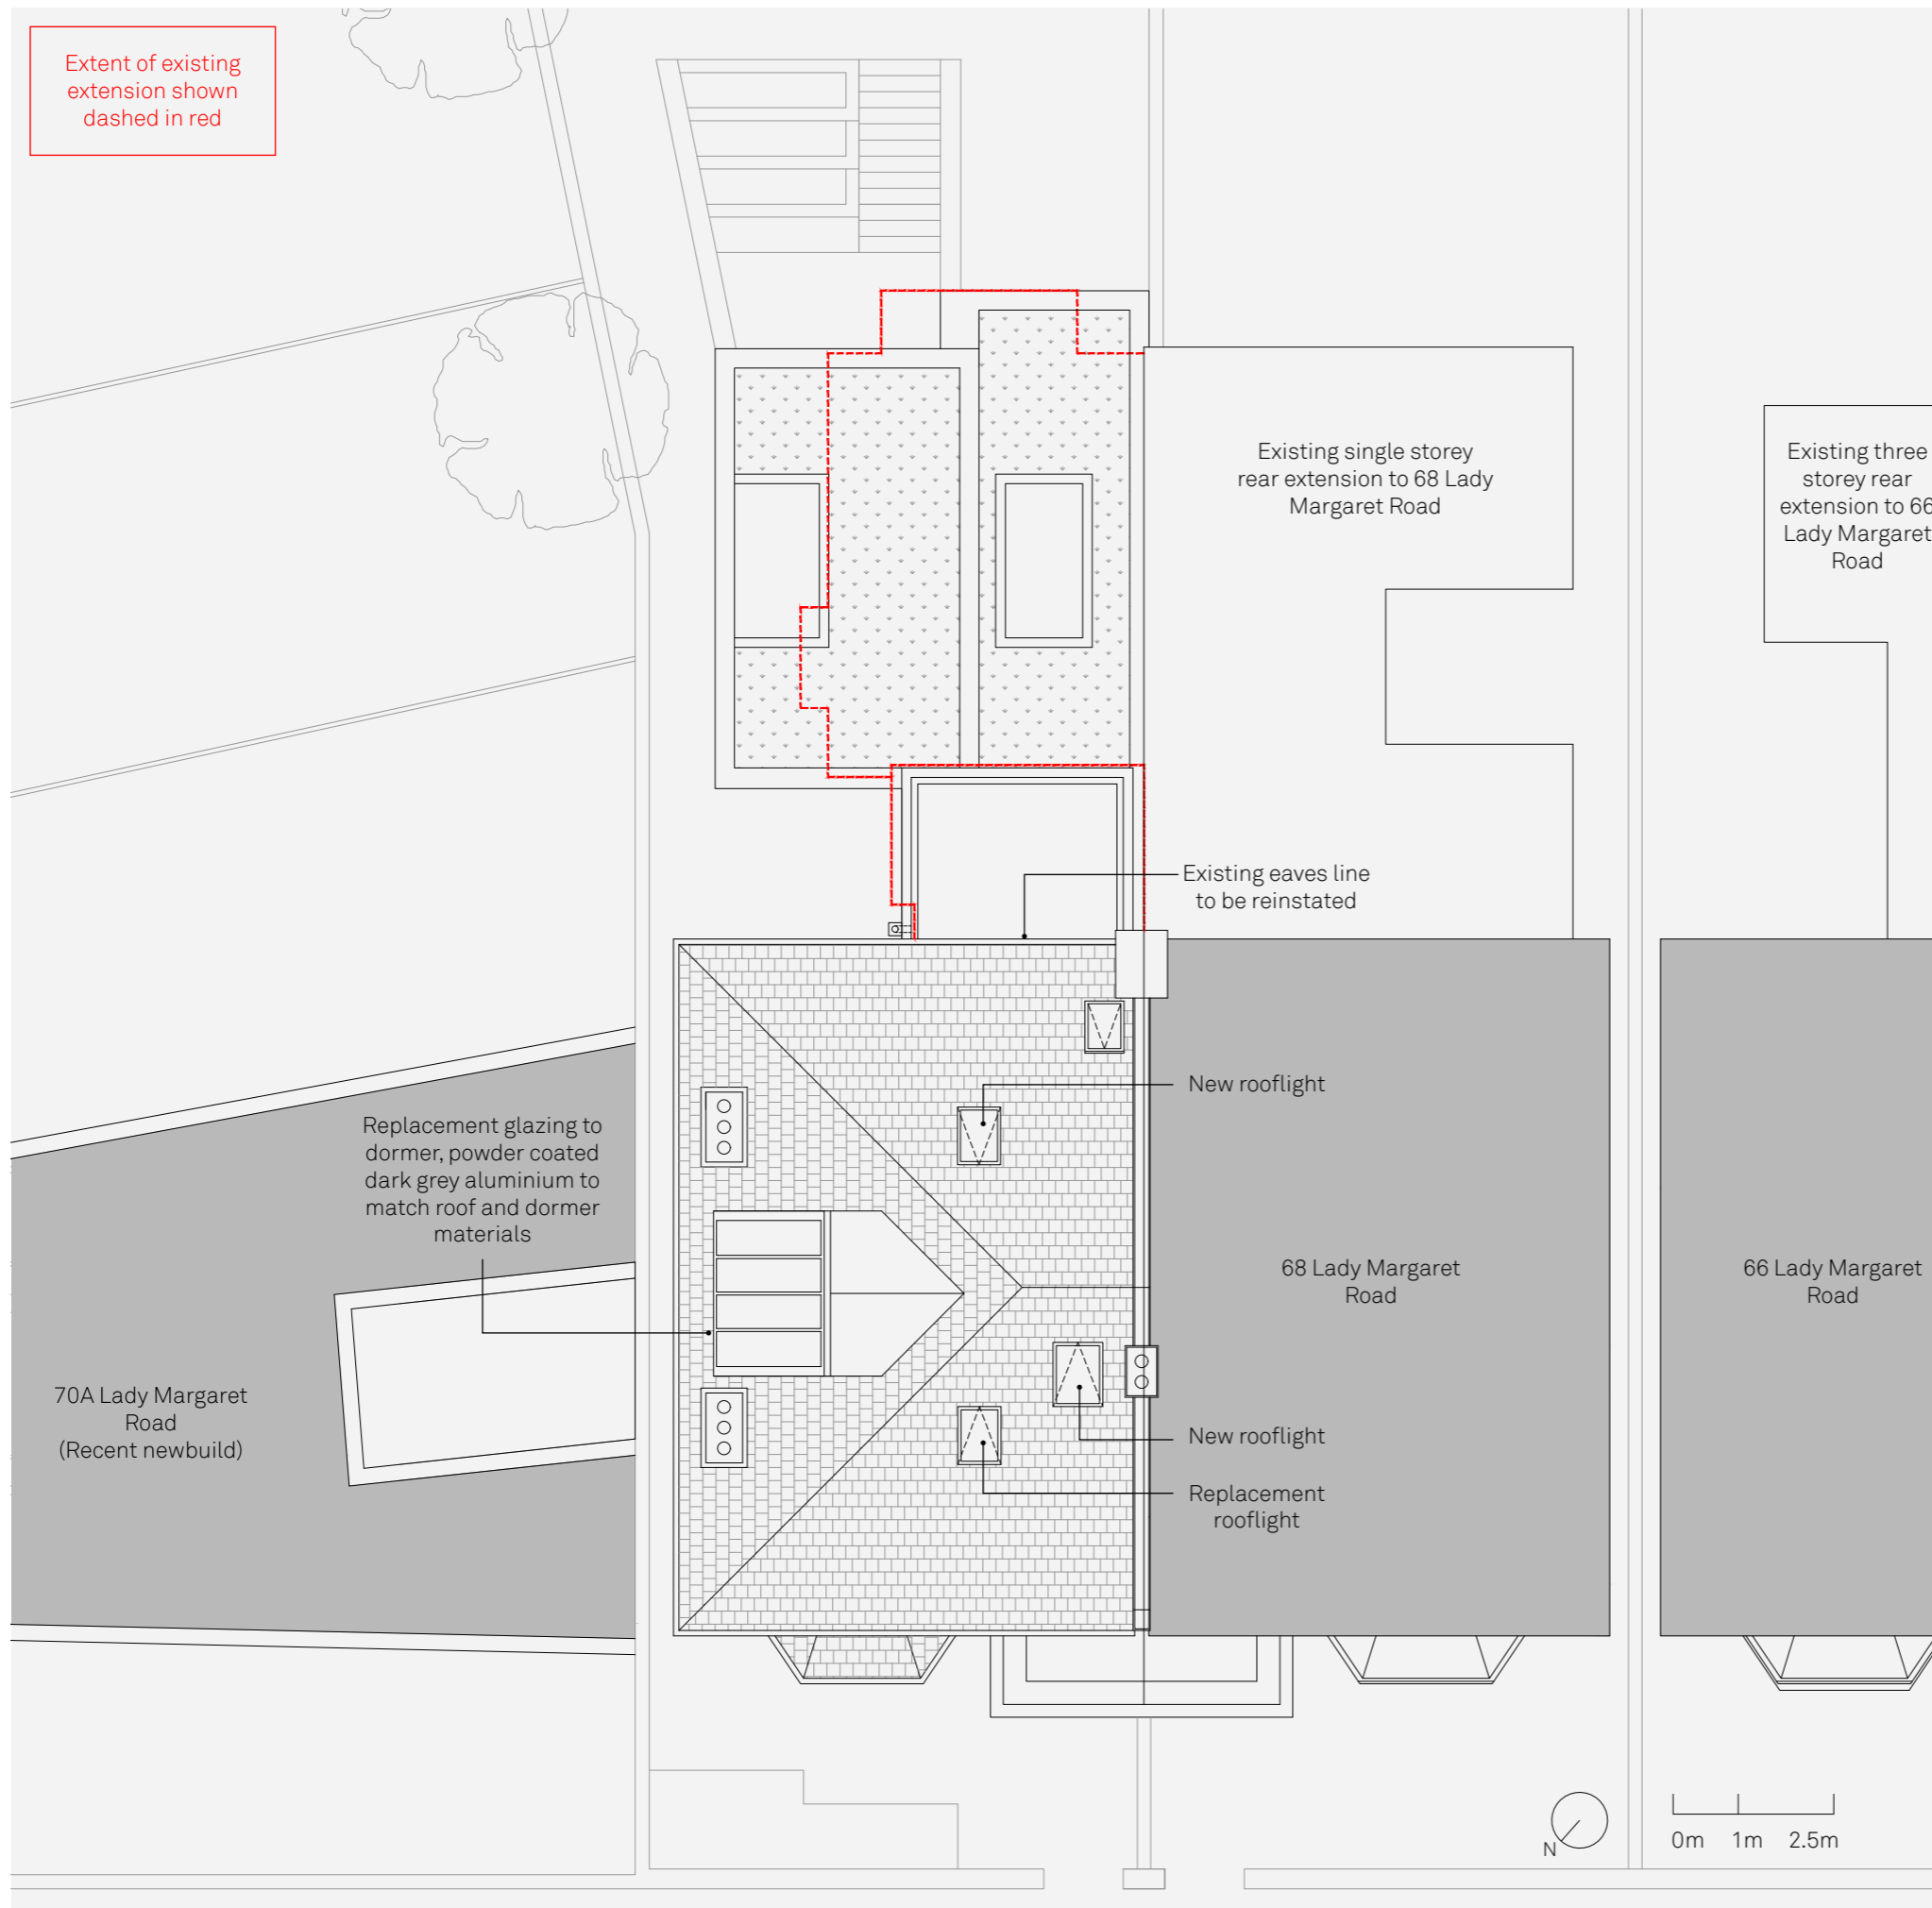 Extent of existing
extension shown
dashed in red
Existing single storey
rear extension to 68 Lady
Margaret Road
Existing three
storey rear
extension to 66
Lady Margaret
Road
Existing eaves line
to be reinstated
New rooflight
Replacement glazing to
dormer, powder coated
dark grey aluminium to
match roof and dormer
materials
68 Lady Margaret
Road
66 Lady Margaret
Road
70A Lady Margaret
Road
(Recent newbuild)
New rooflight
Replacement
rooflight
N
0m 1m 2.5m